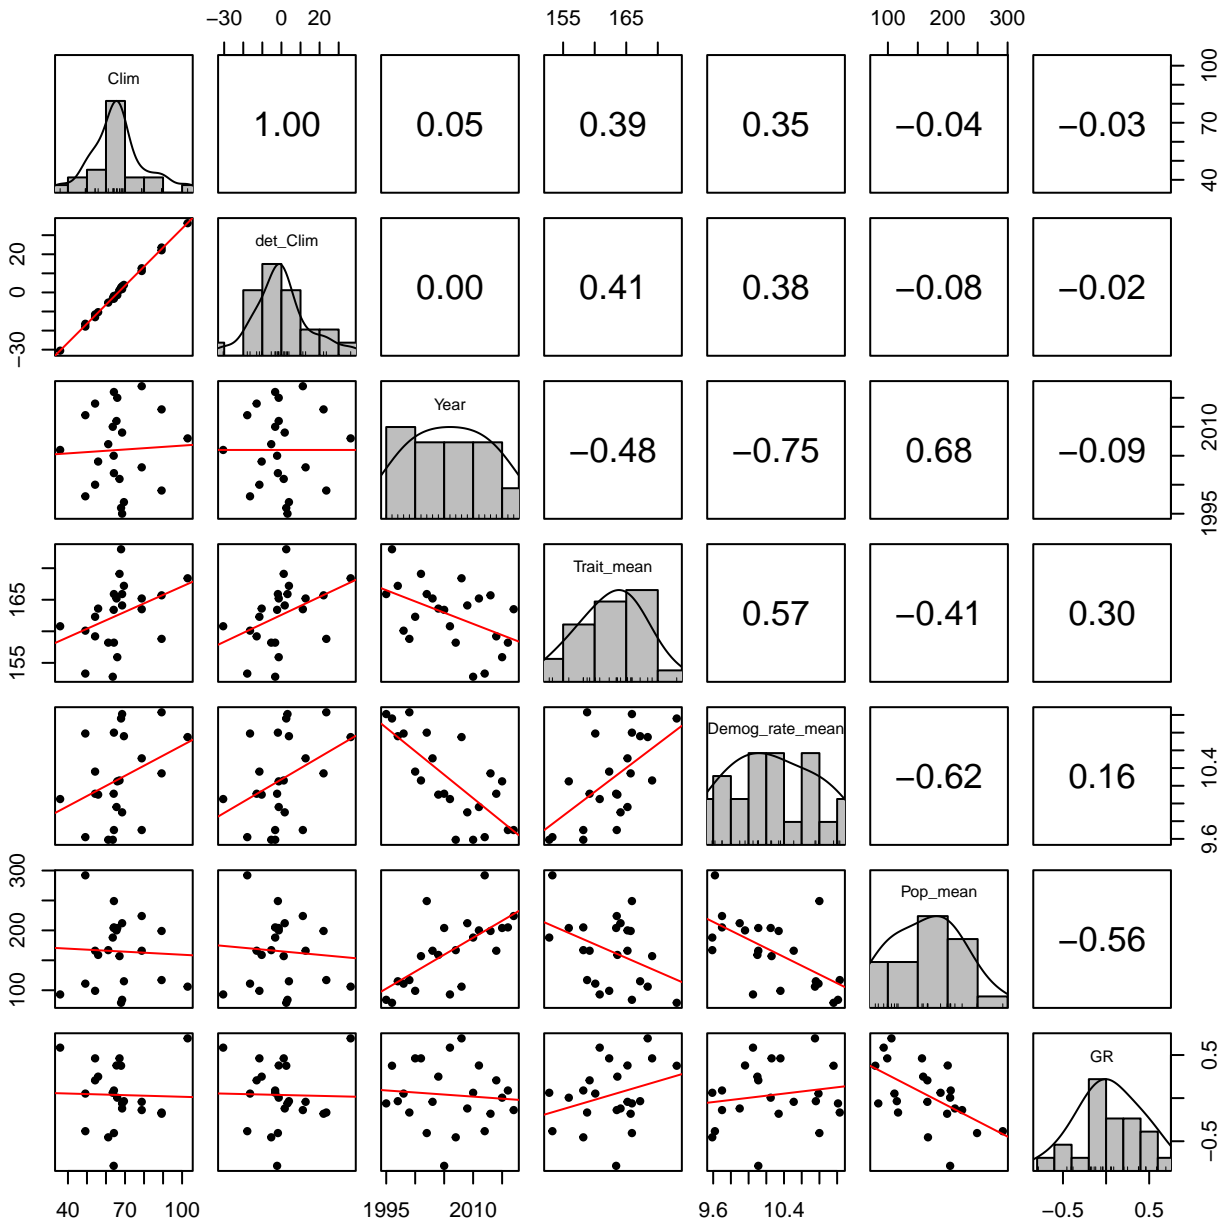 −30 0 20 155 165 100 200 300
Clim
1.00 0.05 0.39 0.35 −0.04 −0.03
40 70 100
−30 0 20
det_Clim
0.00 0.41 0.38 −0.08 −0.02
Year
−0.48 −0.75 0.68 −0.09
1995 2010
155 165
Trait_mean
0.57 −0.41 0.30
Demog_rate_mean
−0.62 0.16
9.6 10.4
100 200 300
Pop_mean
−0.56
GR
−0.5 0.5
40 70 100 1995 2010 9.6 10.4 −0.5 0.5